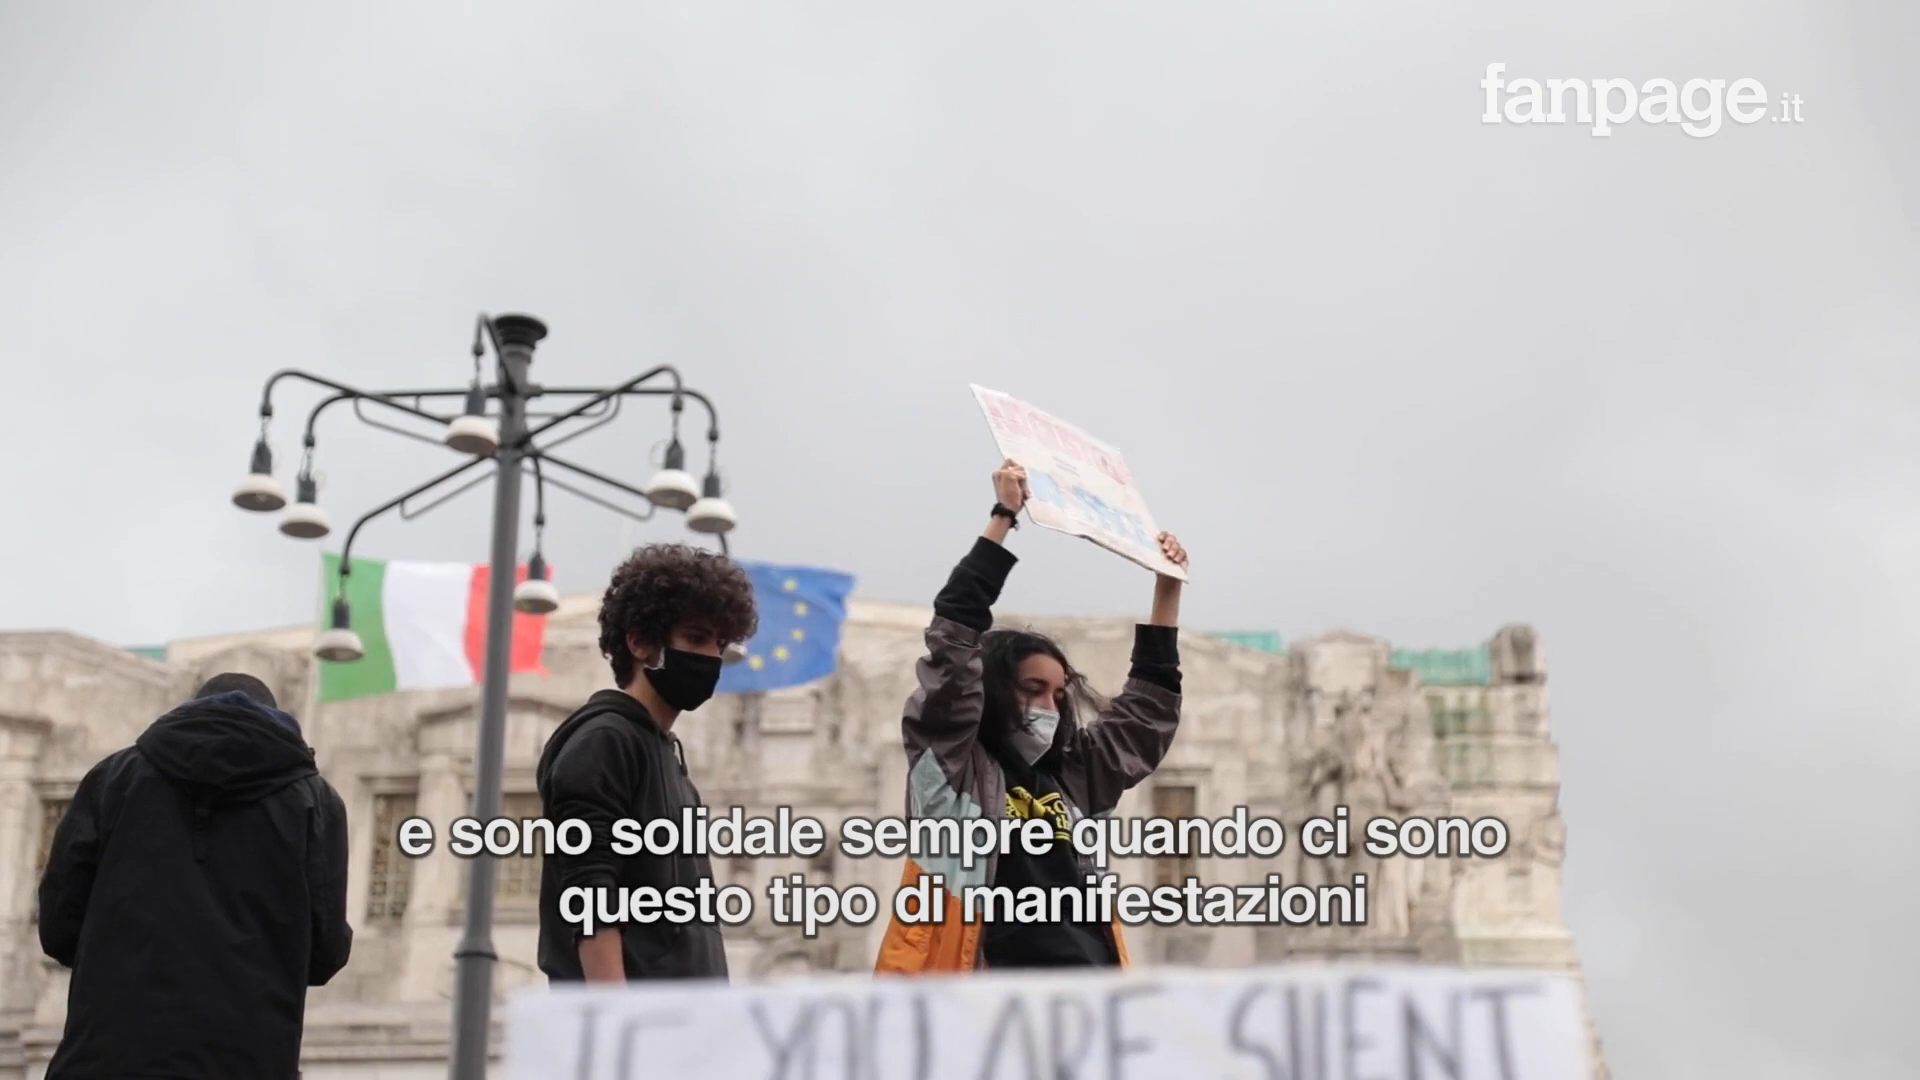 fanpage.it
e sono solidale sempre quando ci sono
questo tipo di manifestazioni
IF YOU ARE SILENT